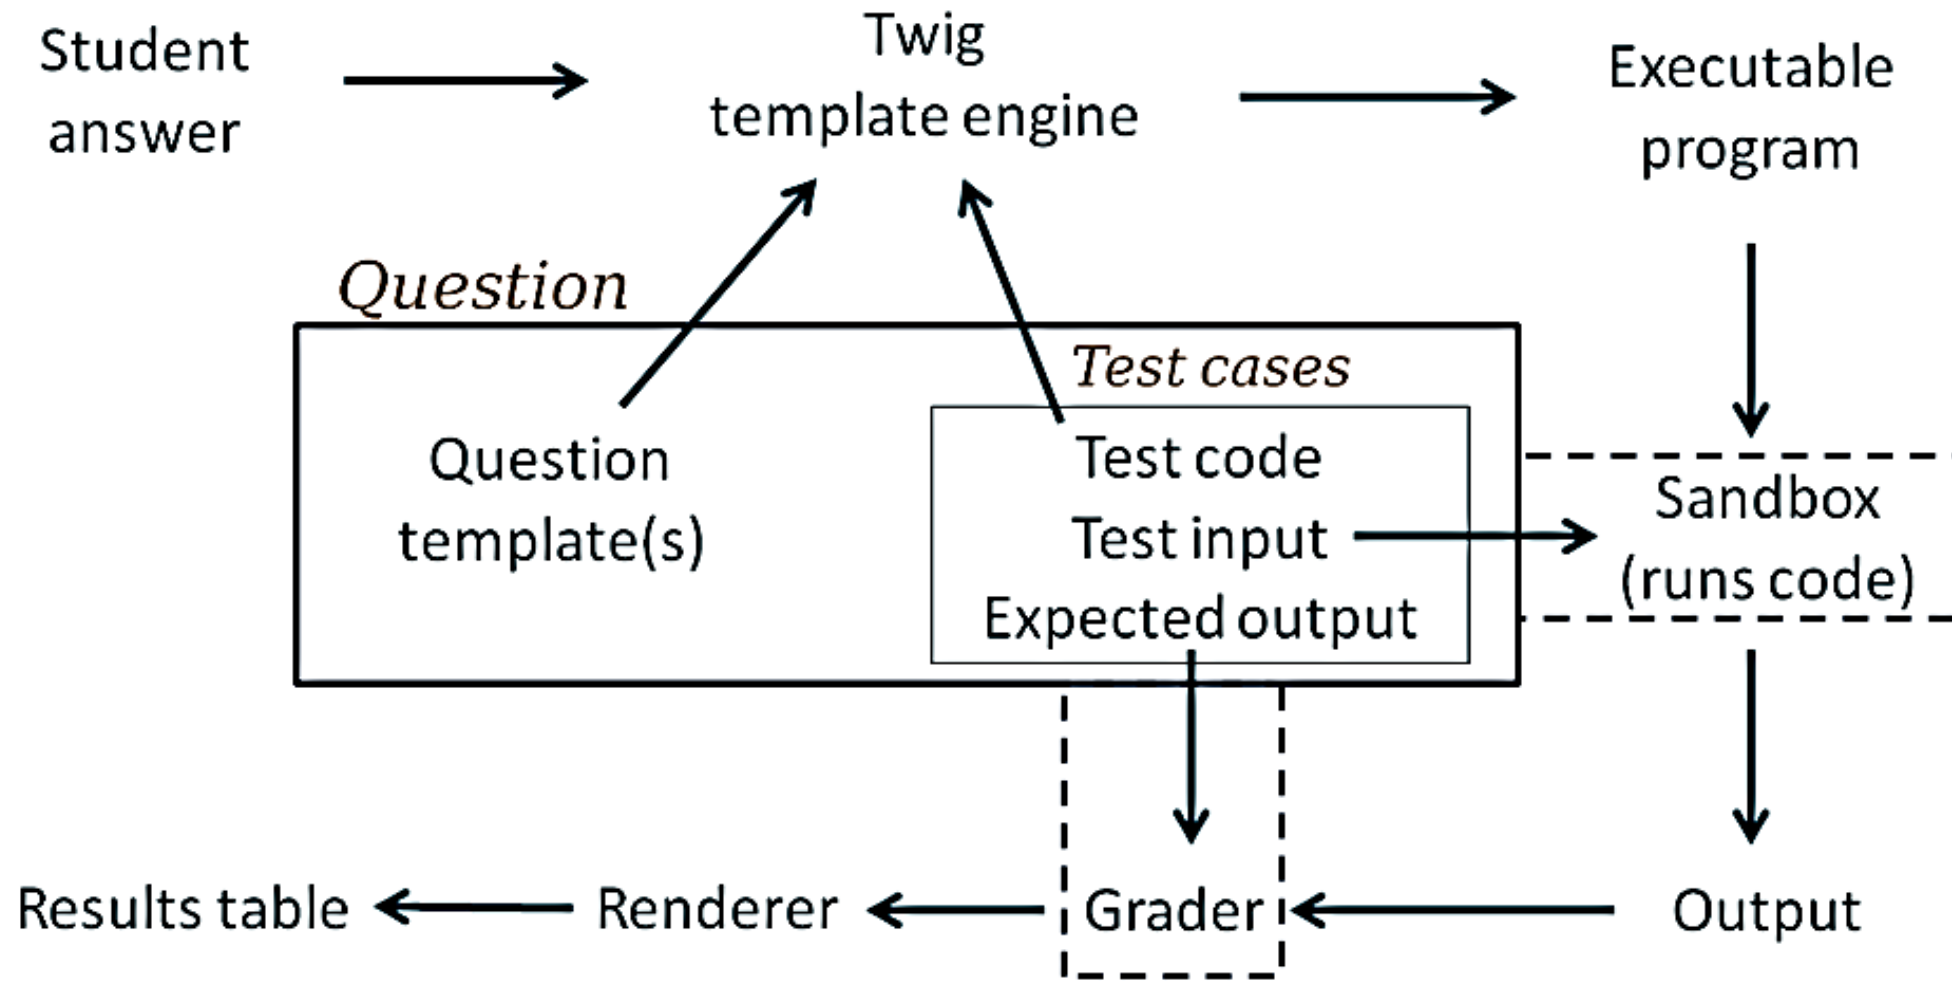 Student
answer
Twig
template engine
Executable
program
Question
Test cases
Question
template(s)
Test code
Test input
Expected output
Sandbox
(runs code)
Results table
Renderer
Grader
Output